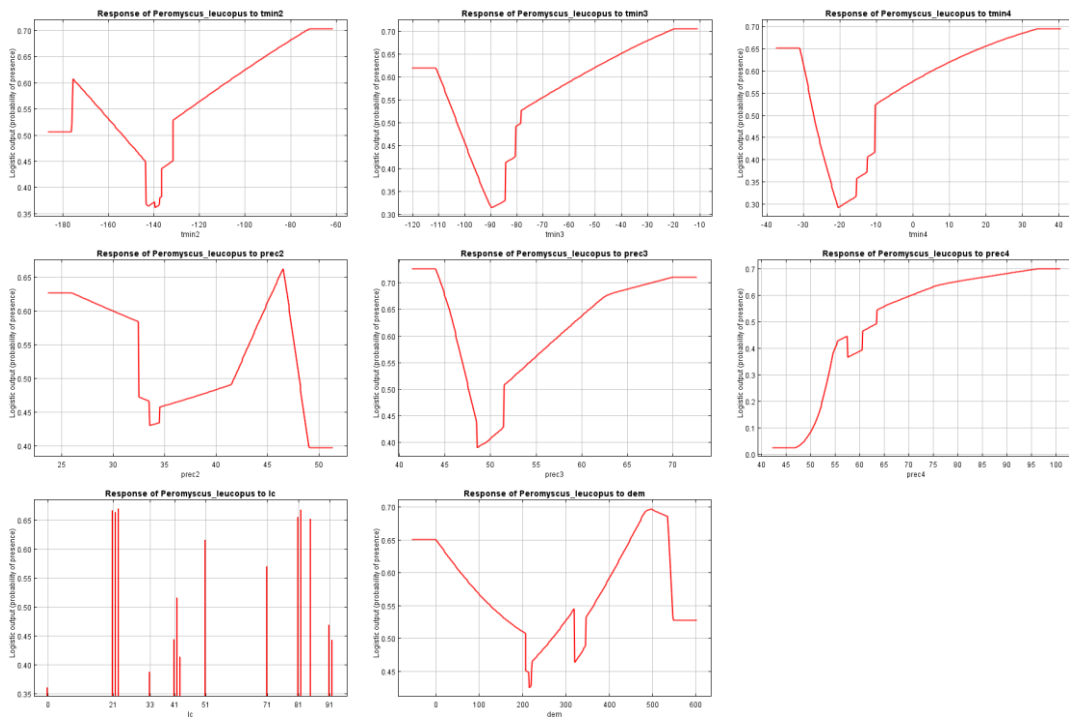 Response of Peromyscus_leucopus to tmin2
Logistic output (probability of presence)
0.70
0.65
0.60
0.55
0.50
0.45
0.40
0.35
-180 -160 -140 -120 -100 -80 -60
tmin2
Response of Peromyscus_leucopus to tmin3
Logistic output (probability of presence)
0.70
0.65
0.60
0.55
0.50
0.45
0.40
0.35
0.30
-120 -110 -100 -90 -80 -70 -60 -50 -40 -30 -20 -10
tmin3
Response of Peromyscus_leucopus to tmin4
Logistic output (probability of presence)
0.70
0.65
0.60
0.55
0.50
0.45
0.40
0.35
0.30
-40 -30 -20 -10 0 10 20 30 40
tmin4
Response of Peromyscus_leucopus to prec2
Logistic output (probability of presence)
0.65
0.60
0.55
0.50
0.45
0.40
25 30 35 40 45 50
prec2
Response of Peromyscus_leucopus to prec3
Logistic output (probability of presence)
0.70
0.65
0.60
0.55
0.50
0.45
0.40
40 45 50 55 60 65 70
prec3
Response of Peromyscus_leucopus to prec4
Logistic output (probability of presence)
0.7
0.6
0.5
0.4
0.3
0.2
0.1
0.0
40 45 50 55 60 65 70 75 80 85 90 95 100
prec4
Response of Peromyscus_leucopus to lc
Logistic output (probability of presence)
0.65
0.60
0.55
0.50
0.45
0.40
0.35
0 21 33 41 51 71 81 91
lc
Response of Peromyscus_leucopus to dem
Logistic output (probability of presence)
0.70
0.65
0.60
0.55
0.50
0.45
0 100 200 300 400 500 600
dem